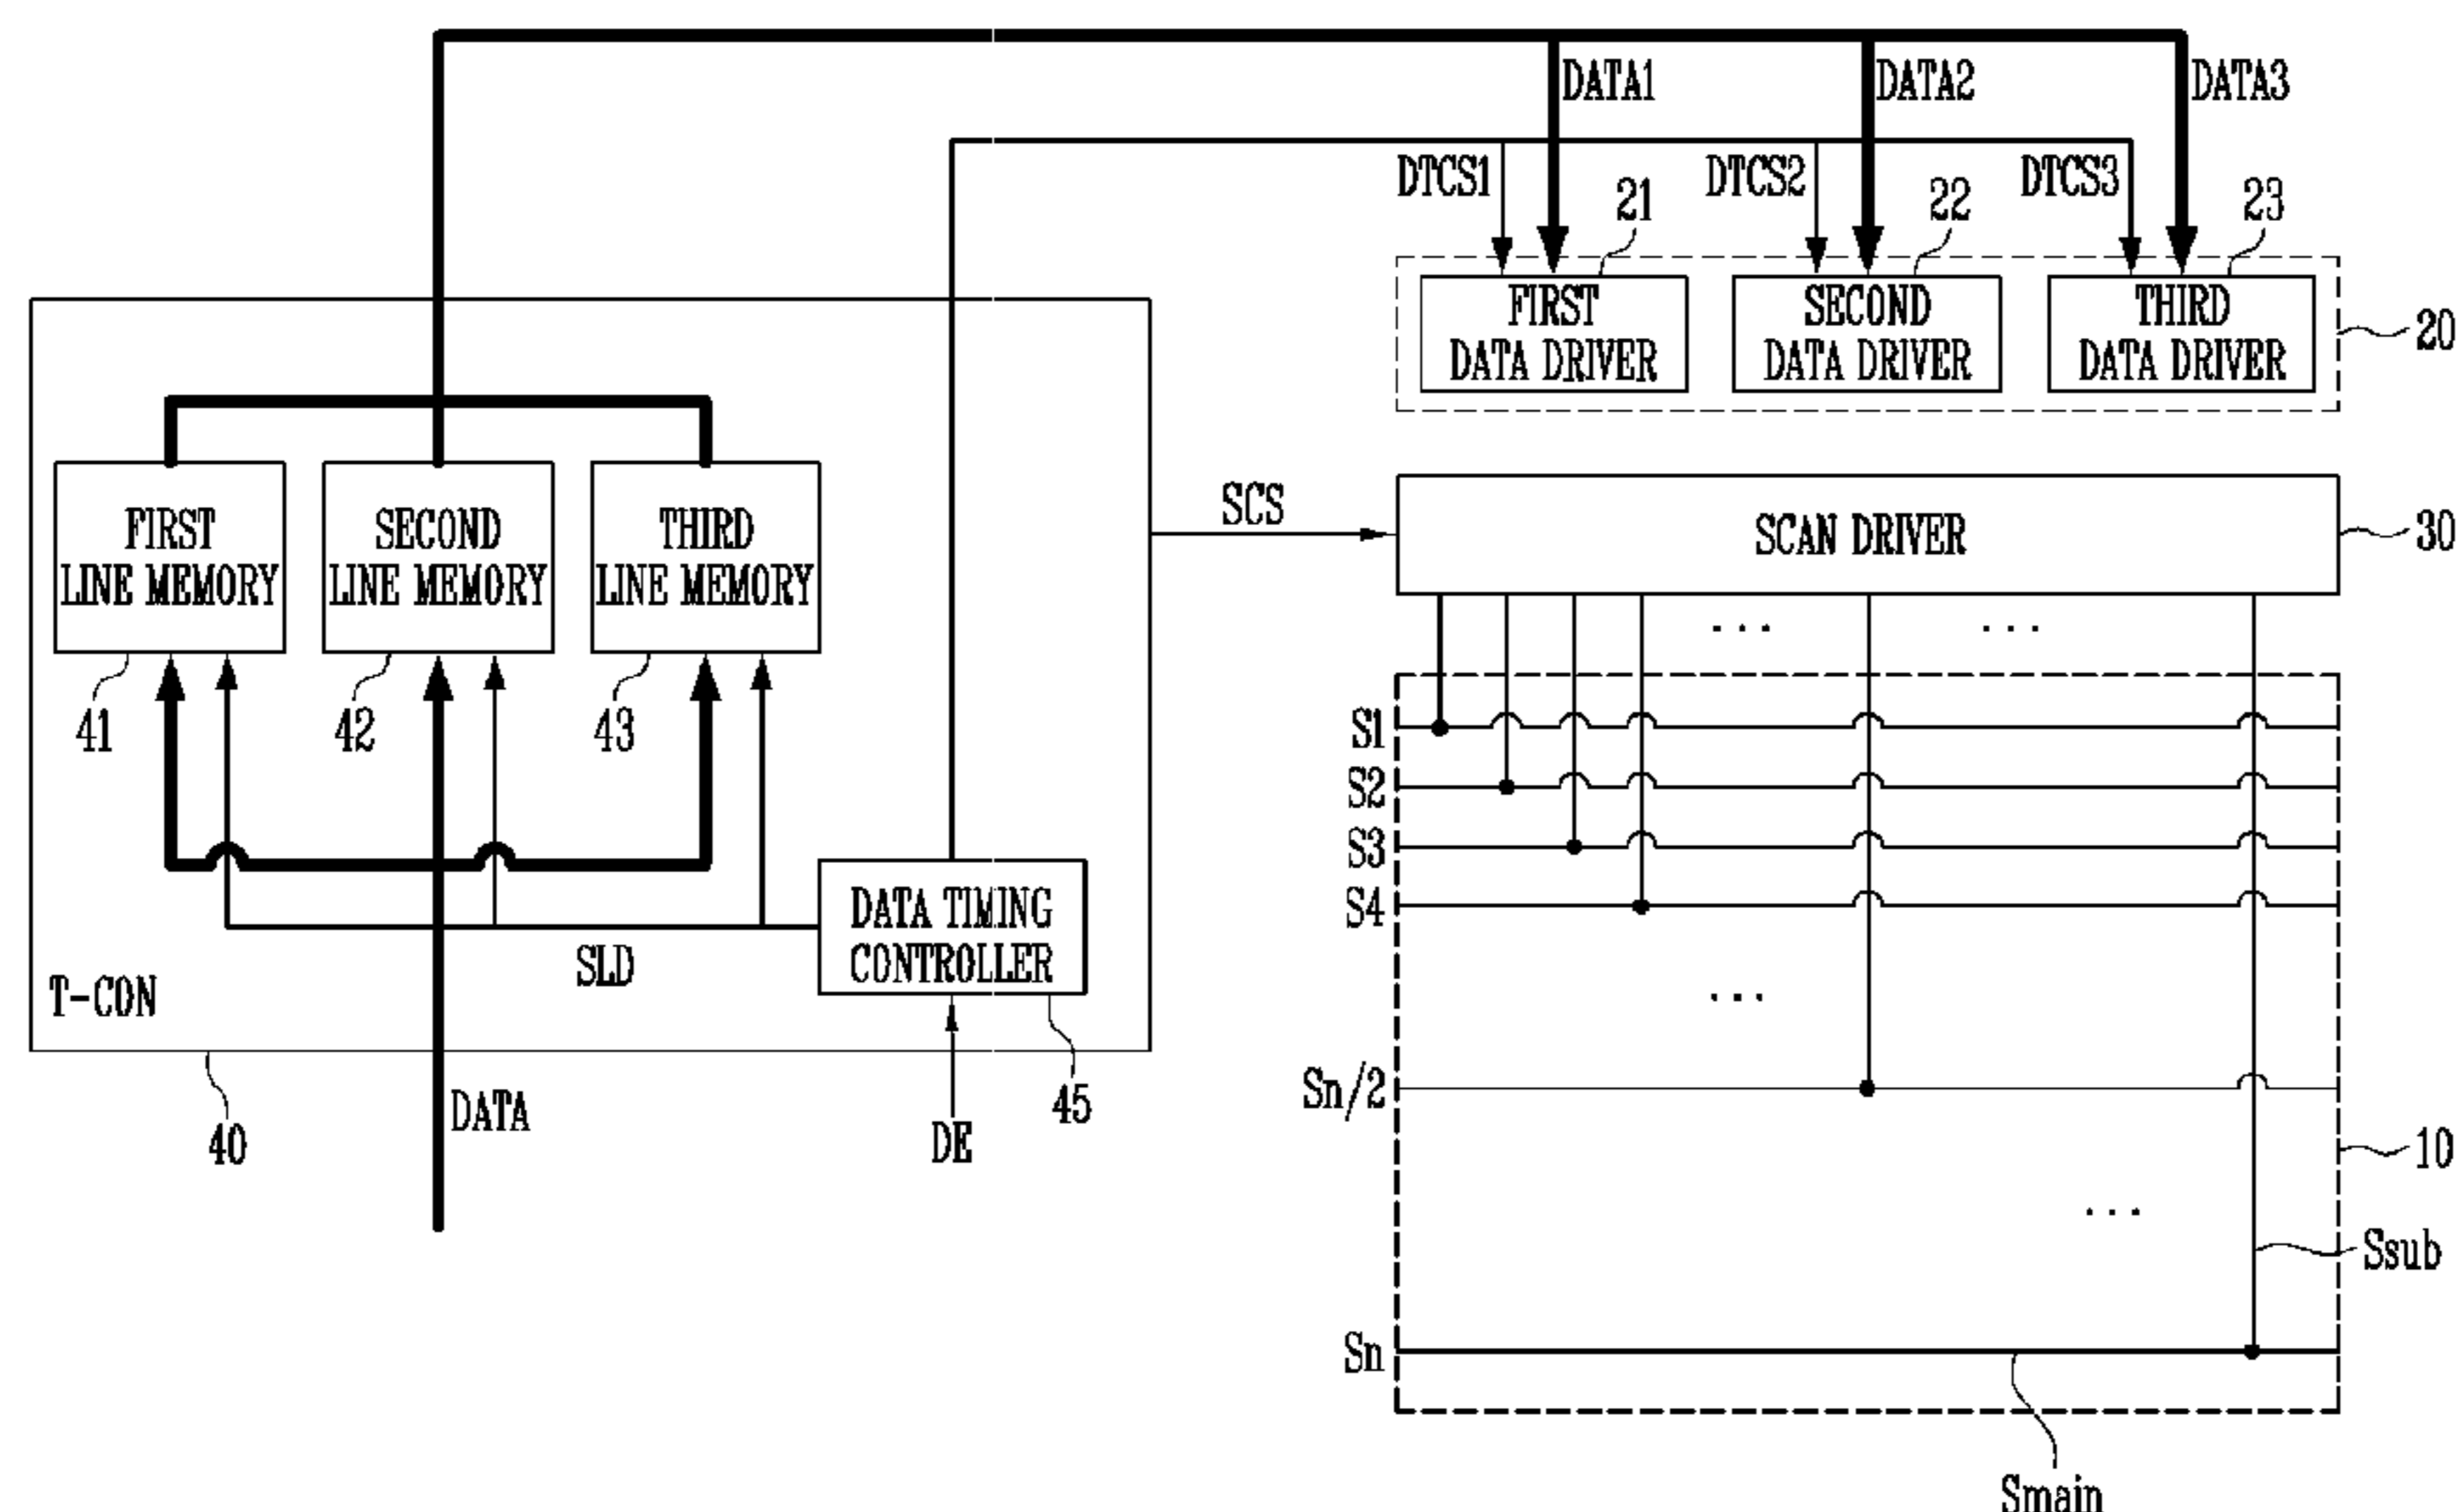 DATA1
DATA2
DATA3
DTCS1
DTCS2
DTCS3
21
22
23
FIRST
DATA DRIVER
SECOND
DATA DRIVER
THIRD
DATA DRIVER
20
FIRST
LINE MEMORY
SECOND
LINE MEMORY
THIRD
LINE MEMORY
SCS
SCAN DRIVER
30
...
...
41
42
43
S1
S2
S3
S4
DATA TIMING
CONTROLLER
SLD
T-CON
...
Sn/2
40
DATA
DE
45
10
...
Ssub
Sn
Smain